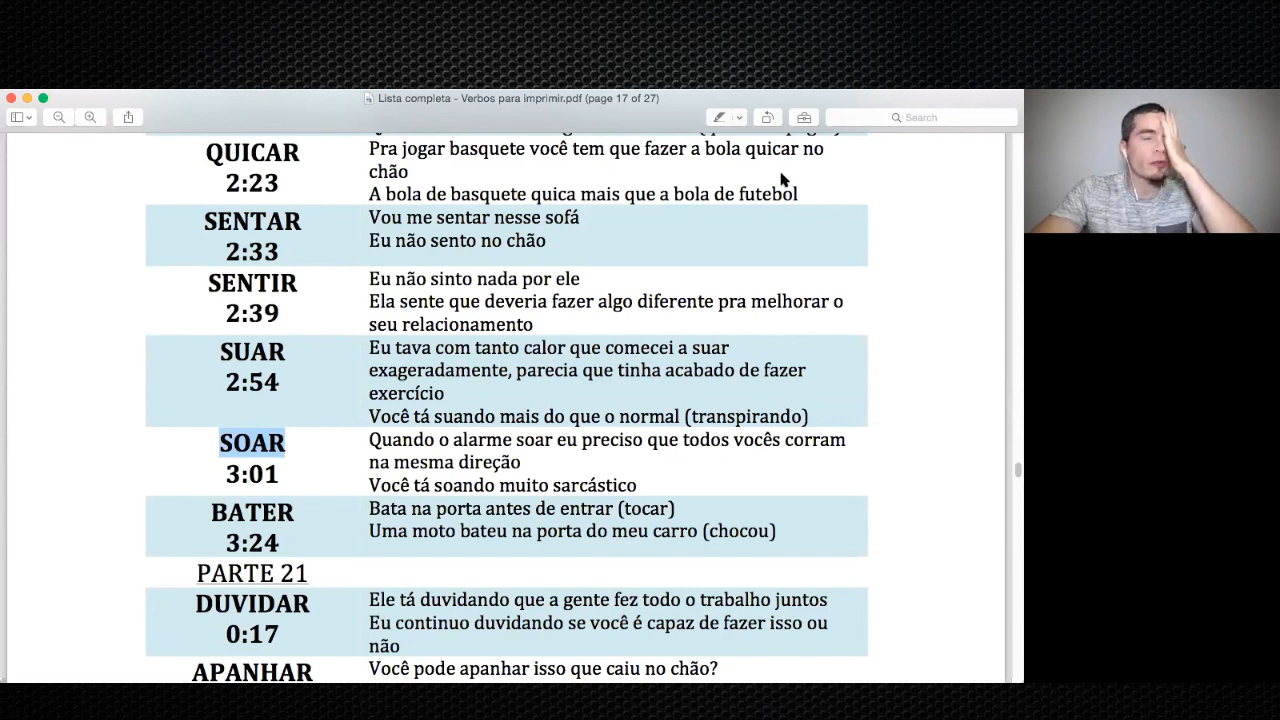 Lista completa - Verbos para imprimir.pdf (page 17 of 27)
Search
QUICAR
2:23
Pra jogar basquete você tem que fazer a bola quicar no
chão
A bola de basquete quica mais que a bola de futebol
SENTAR
2:33
Vou me sentar nesse sofá
Eu não sento no chão
SENTIR
2:39
Eu não sinto nada por ele
Ela sente que deveria fazer algo diferente pra melhorar o
seu relacionamento
SUAR
2:54
Eu tava com tanto calor que comecei a suar
exageradamente, parecia que tinha acabado de fazer
exercício
Você tá suando mais do que o normal (transpirando)
SOAR
3:01
Quando o alarme soar eu preciso que todos vocês corram
na mesma direção
Você tá soando muito sarcástico
BATER
3:24
Bata na porta antes de entrar (tocar)
Uma moto bateu na porta do meu carro (chocou)
PARTE 21
DUVIDAR
0:17
Ele tá duvidando que a gente fez todo o trabalho juntos
Eu continuo duvidando se você é capaz de fazer isso ou
não
APANHAR
Você pode apanhar isso que caiu no chão?